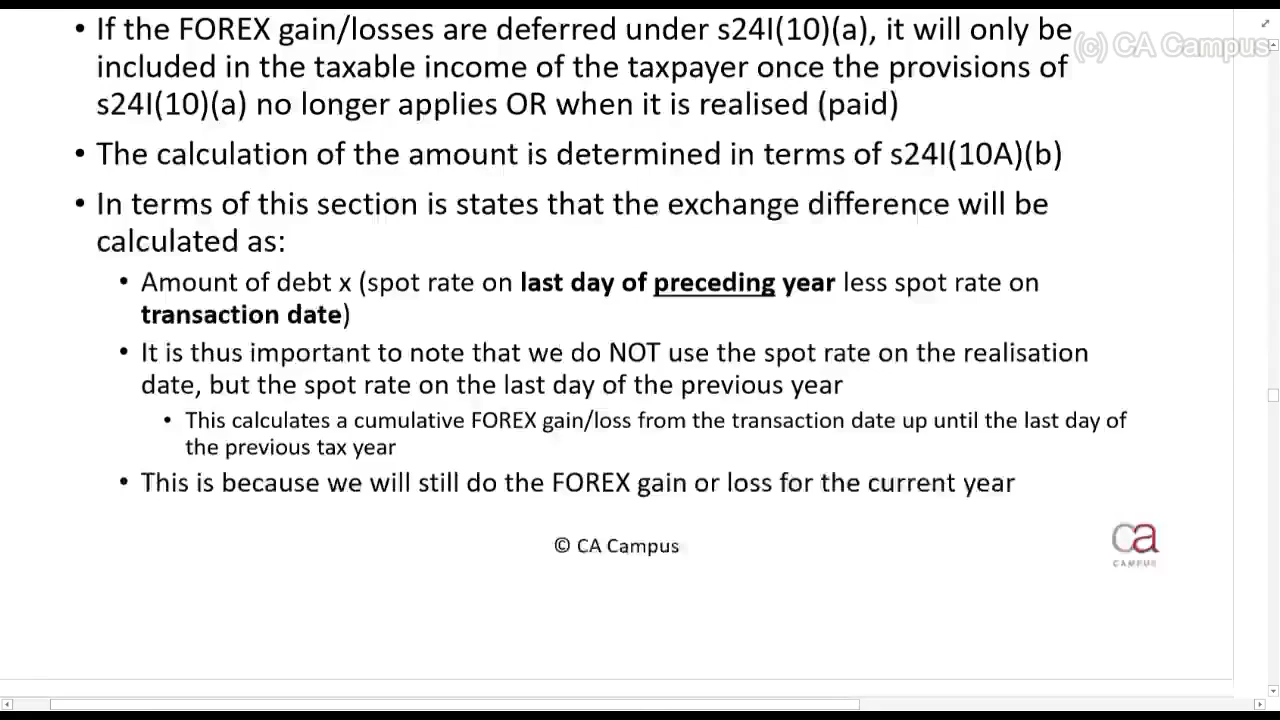 • If the FOREX gain/losses are deferred under s24I(10)(a), it will only be
(c) CA Campus
included in the taxable income of the taxpayer once the provisions of
s24I(10)(a) no longer applies OR when it is realised (paid)
• The calculation of the amount is determined in terms of s24I(10A)(b)
• In terms of this section is states that the exchange difference will be
calculated as:
• Amount of debt x (spot rate on last day of preceding year less spot rate on
transaction date)
• It is thus important to note that we do NOT use the spot rate on the realisation
date, but the spot rate on the last day of the previous year
• This calculates a cumulative FOREX gain/loss from the transaction date up until the last day of
the previous tax year
• This is because we will still do the FOREX gain or loss for the current year
© CA Campus
ca
CAMPUS